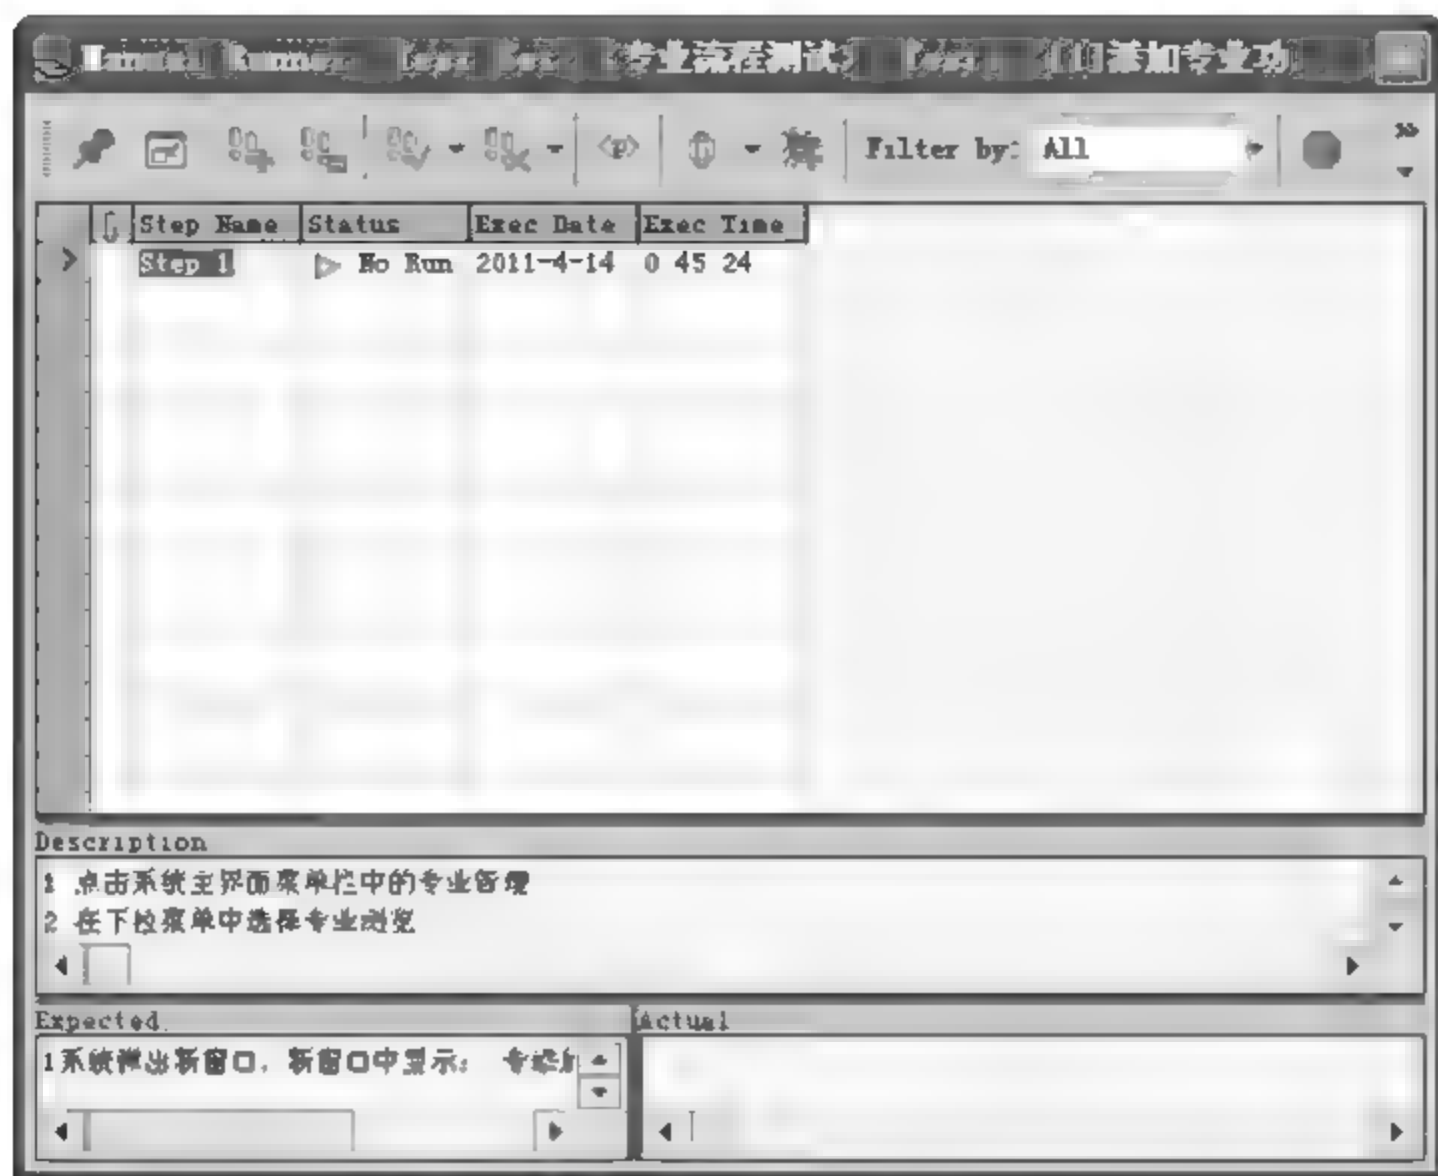 Manual Runner 专业流程测试 添加专业功
Filter by: All
Step Name Status Exec Date Exec Time
Step 1 No Run 2011-4-14 0 45 24
Description
1 点击系统主界面菜单栏中的专业管理
2 在下拉菜单中选择专业浏览
Expected Actual
1系统弹出新窗口，新窗口中显示：